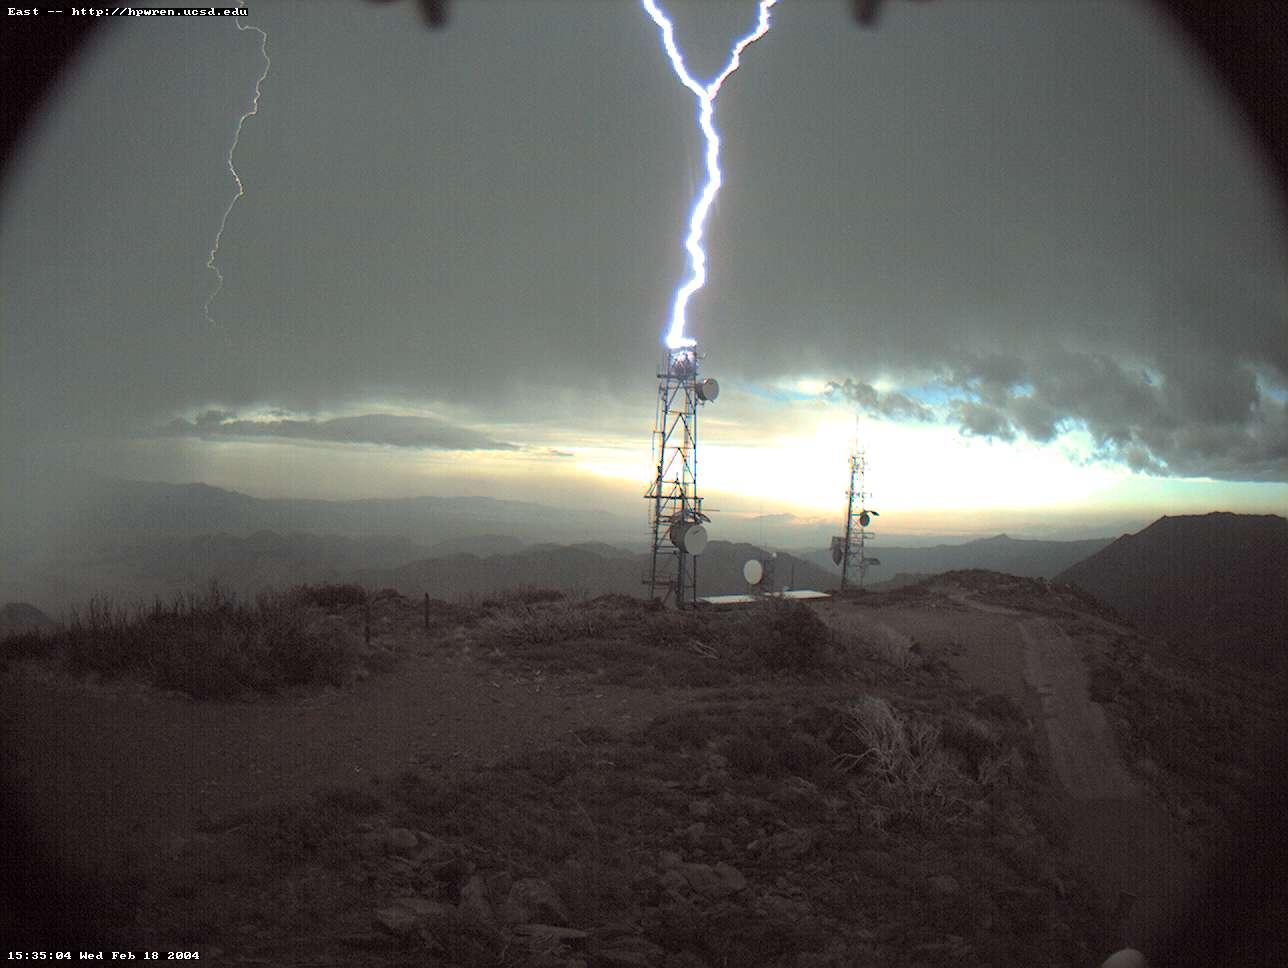 East -- http://hpwren.ucsd.edu
15:35:04 Wed Feb 18 2004